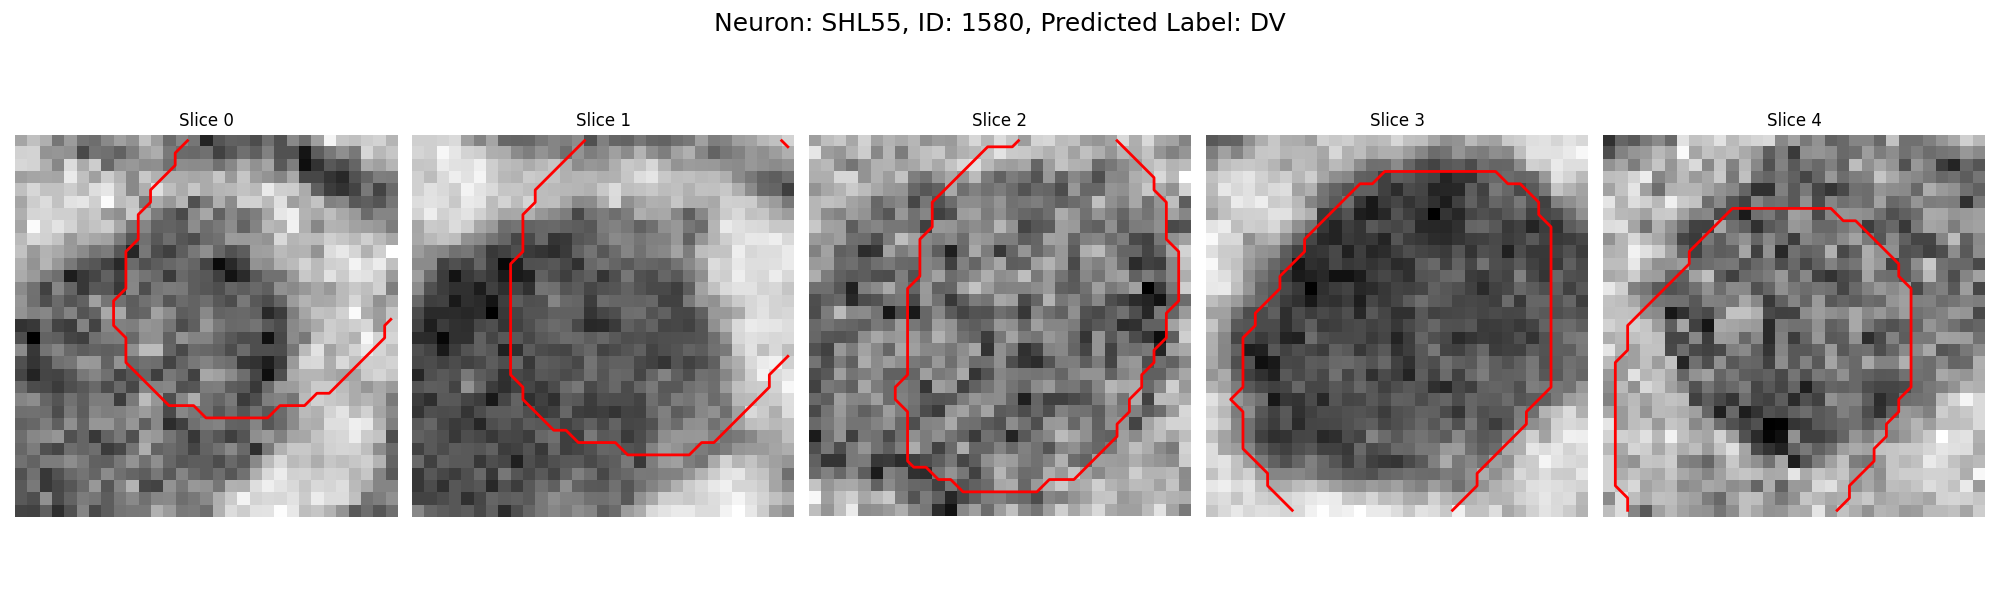 Neuron: SHL55, ID: 1580, Predicted Label: DV
Slice 0
Slice 1
Slice 2
Slice 3
Slice 4